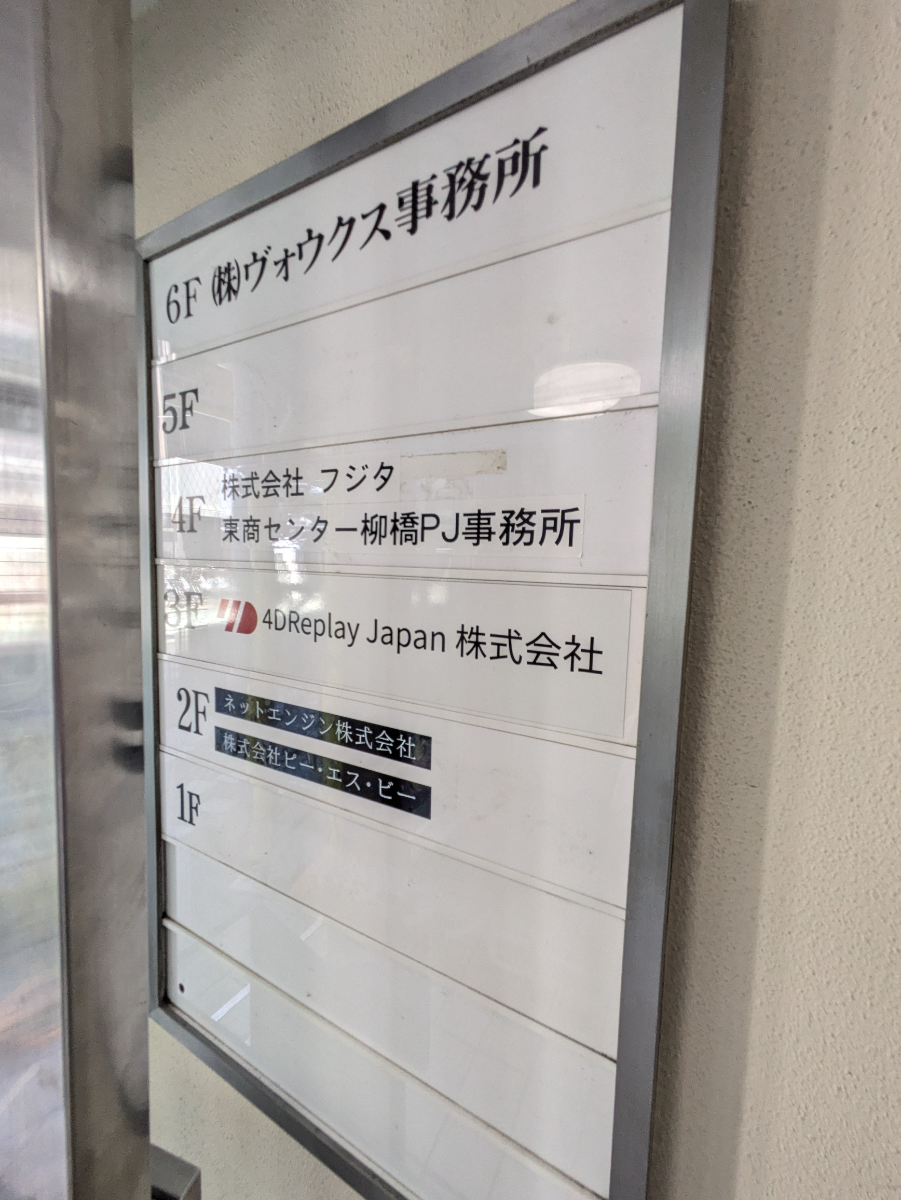 6F ㈱ヴォウクス事務所
5F
4F 株式会社 フジタ
東商センター柳橋PJ事務所
3F 4DReplay Japan 株式会社
2F ネットエンジン株式会社
株式会社ピー・エス・ビー
1F